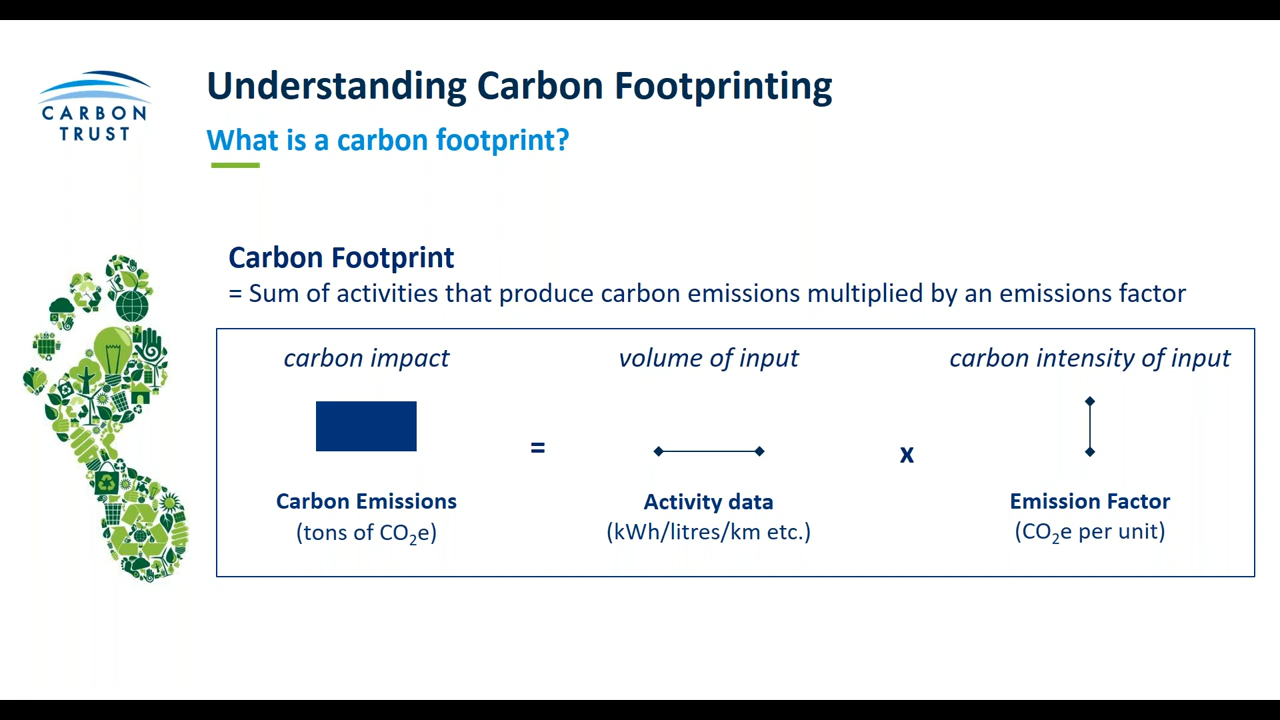 CARBON
TRUST
Understanding Carbon Footprinting
What is a carbon footprint?
Carbon Footprint
= Sum of activities that produce carbon emissions multiplied by an emissions factor
carbon impact
volume of input
carbon intensity of input
=
x
Carbon Emissions
Activity data
Emission Factor
(tons of CO₂e)
(kWh/litres/km etc.)
(CO₂e per unit)